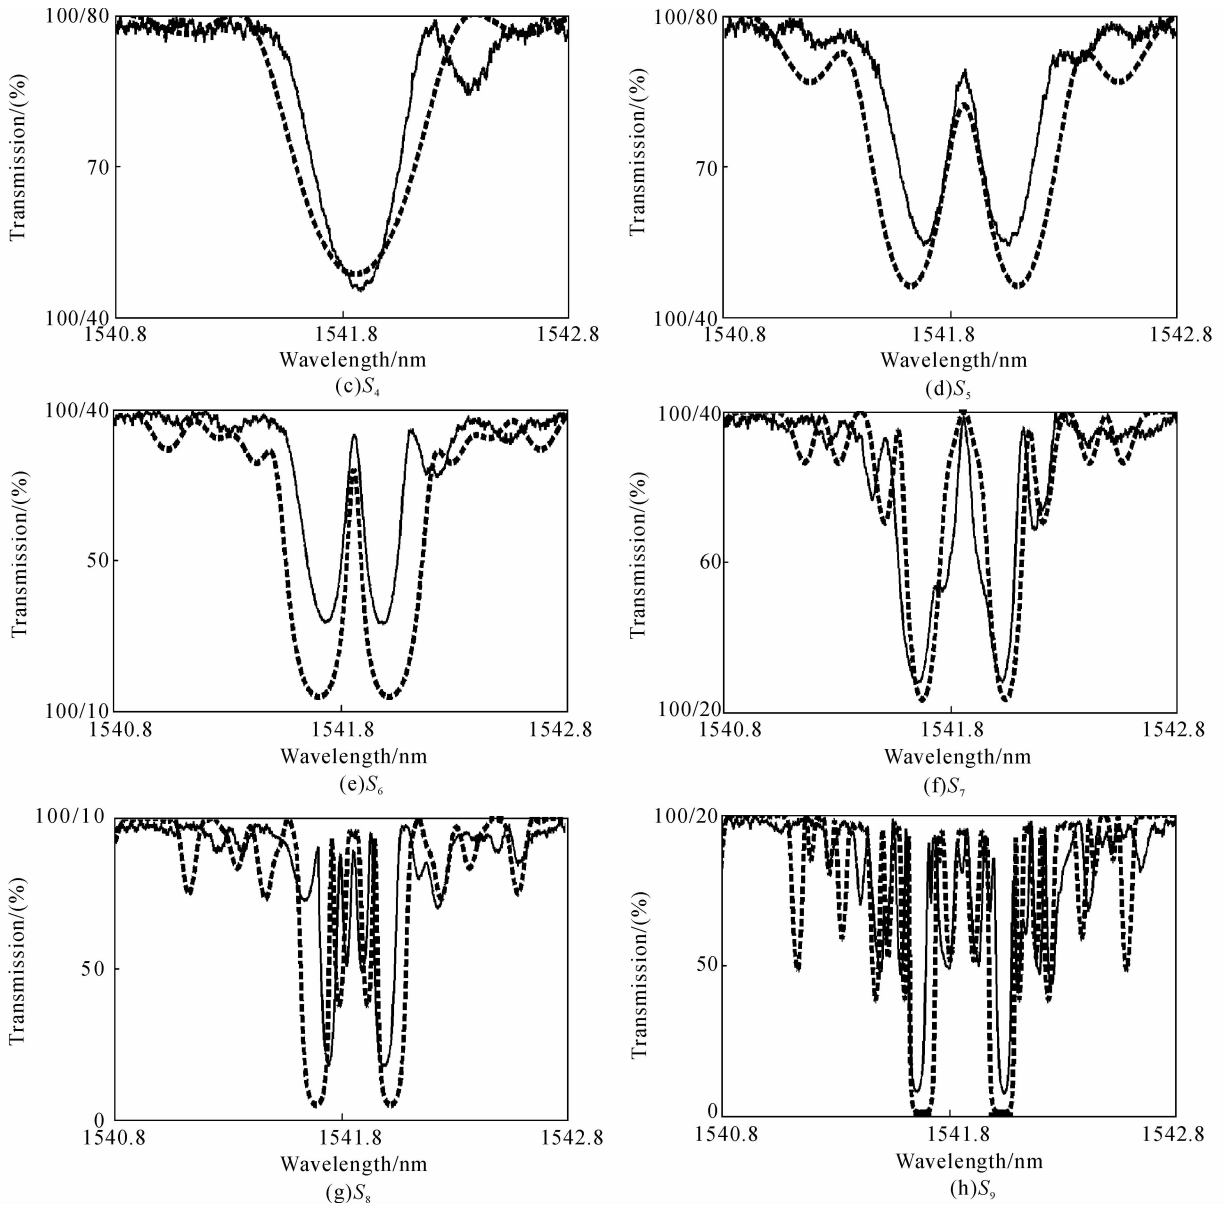 100/80
70
100/40
Transmission/(%)
1540.8 1541.8 1542.8
Wavelength/nm
(c)S₄
100/80
70
100/40
Transmission/(%)
1540.8 1541.8 1542.8
Wavelength/nm
(d)S₅
100/40
50
100/10
Transmission/(%)
1540.8 1541.8 1542.8
Wavelength/nm
(e)S₆
100/40
60
100/20
Transmission/(%)
1540.8 1541.8 1542.8
Wavelength/nm
(f)S₇
100/10
50
0
Transmission/(%)
1540.8 1541.8 1542.8
Wavelength/nm
(g)S₈
100/20
50
0
Transmission/(%)
1540.8 1541.8 1542.8
Wavelength/nm
(h)S₉